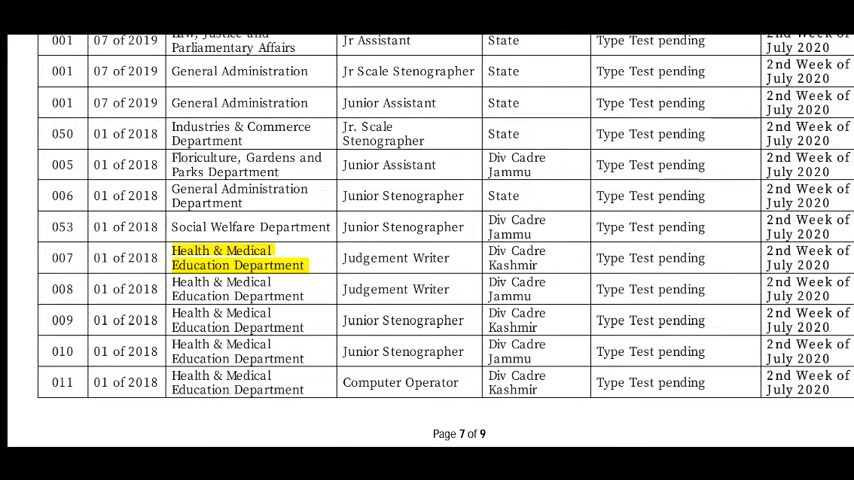 Law, Justice and
001 07 of 2019 Parliamentary Affairs Jr Assistant State Type Test pending July 2020
001 07 of 2019 General Administration Jr Scale Stenographer State Type Test pending 2nd Week of
July 2020
001 07 of 2019 General Administration Junior Assistant State Type Test pending 2nd Week of
July 2020
050 01 of 2018 Industries & Commerce Jr. Scale State Type Test pending 2nd Week of
Department Stenographer July 2020
005 01 of 2018 Floriculture, Gardens and Junior Assistant Div Cadre Type Test pending 2nd Week of
Parks Department Jammu July 2020
006 01 of 2018 General Administration Junior Stenographer State Type Test pending 2nd Week of
Department July 2020
053 01 of 2018 Social Welfare Department Junior Stenographer Div Cadre Type Test pending 2nd Week of
Jammu July 2020
007 01 of 2018 Health & Medical Judgement Writer Div Cadre Type Test pending 2nd Week of
Education Department Kashmir July 2020
008 01 of 2018 Health & Medical Judgement Writer Div Cadre Type Test pending 2nd Week of
Education Department Jammu July 2020
009 01 of 2018 Health & Medical Junior Stenographer Div Cadre Type Test pending 2nd Week of
Education Department Kashmir July 2020
010 01 of 2018 Health & Medical Junior Stenographer Div Cadre Type Test pending 2nd Week of
Education Department Jammu July 2020
011 01 of 2018 Health & Medical Computer Operator Div Cadre Type Test pending 2nd Week of
Education Department Kashmir July 2020
Page 7 of 9